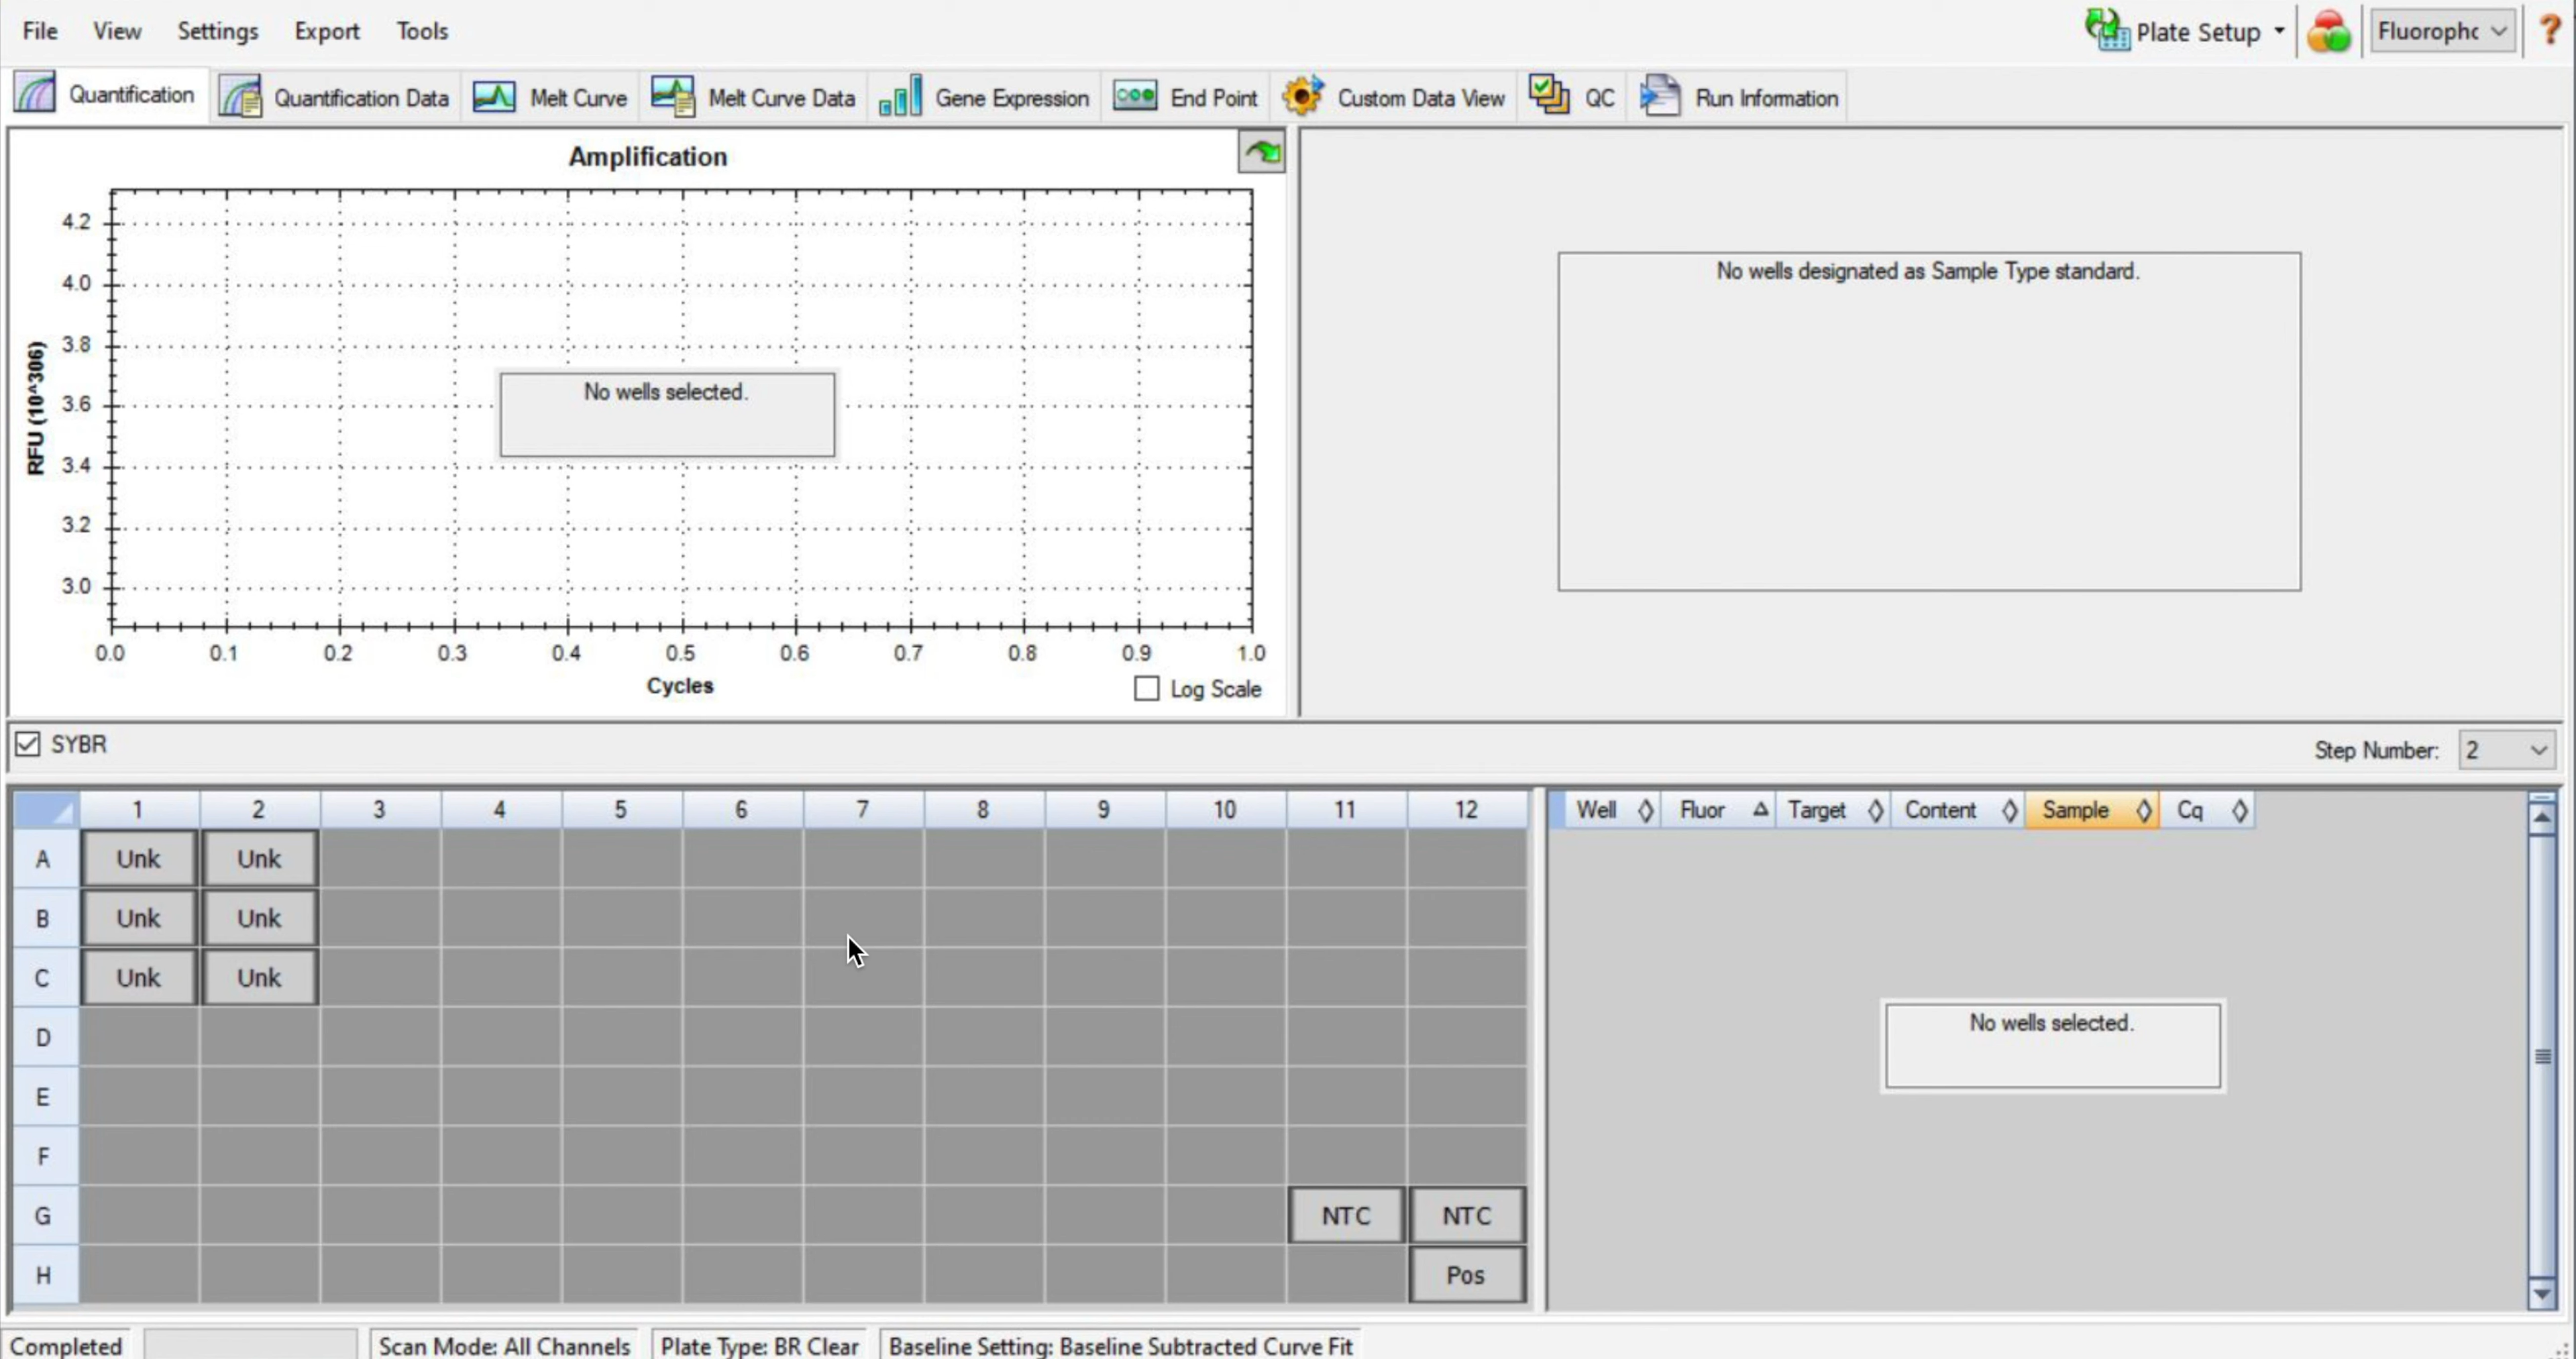 File View Settings Export Tools Plate Setup Fluorophc ?
Quantification Quantification Data Melt Curve Melt Curve Data Gene Expression End Point Custom Data View QC Run Information
Amplification
4.2
4.0
3.8
3.6
3.4
3.2
3.0
RFU (10^306)
No wells selected.
0.0 0.1 0.2 0.3 0.4 0.5 0.6 0.7 0.8 0.9 1.0
Cycles
Log Scale
No wells designated as Sample Type standard.
SYBR
Step Number: 2
1 2 3 4 5 6 7 8 9 10 11 12
A Unk Unk
B Unk Unk
C Unk Unk
D
E
F
G NTC NTC
H Pos
Well Fluor Target Content Sample Cq
No wells selected.
Completed Scan Mode: All Channels Plate Type: BR Clear Baseline Setting: Baseline Subtracted Curve Fit